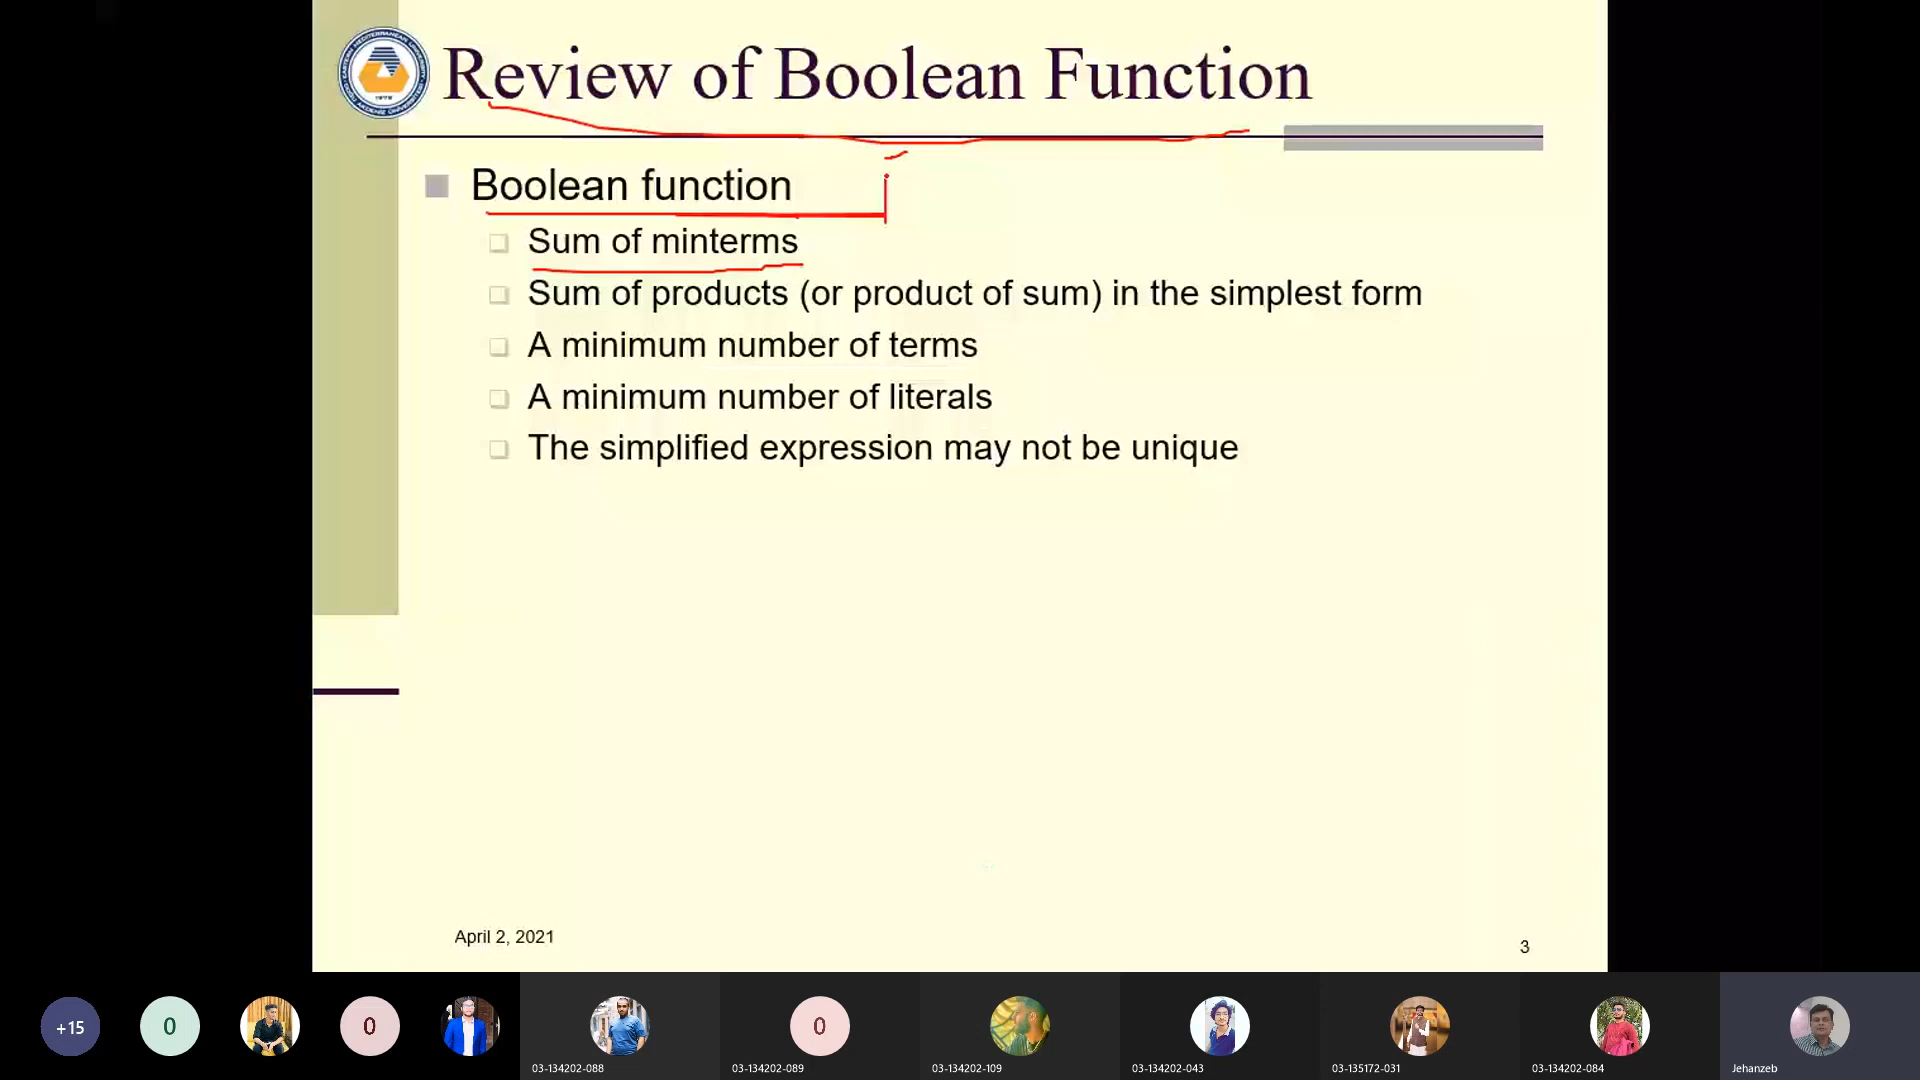 Review of Boolean Function
Boolean function
Sum of minterms
Sum of products (or product of sum) in the simplest form
A minimum number of terms
A minimum number of literals
The simplified expression may not be unique
April 2, 2021
3
+15
0
0
0
03-134202-088
03-134202-089
03-134202-109
03-134202-043
03-135172-031
03-134202-084
Jehanzeb